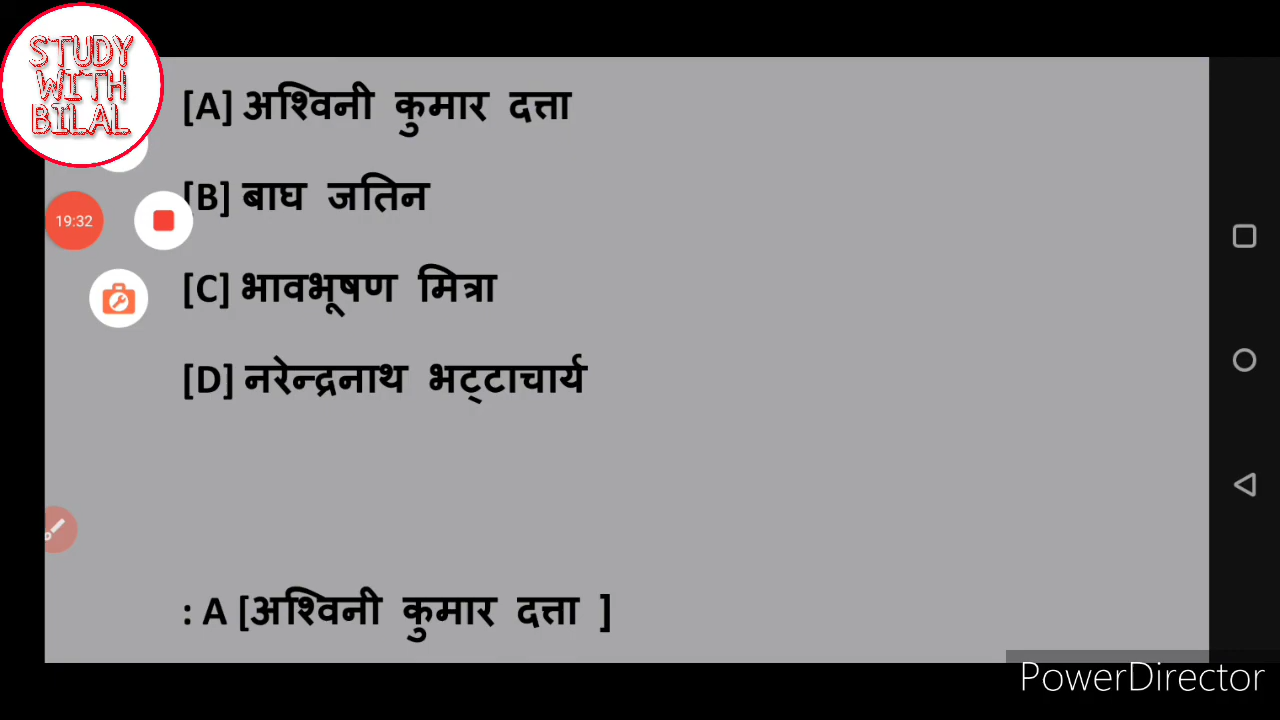 STUDY
WITH
BILAL
[A] अश्विनी कुमार दत्ता
[B] बाघ जतिन
19:32
[C] भावभूषण मित्रा
[D] नरेन्द्रनाथ भट्टाचार्य
: A [अश्विनी कुमार दत्ता ]
PowerDirector